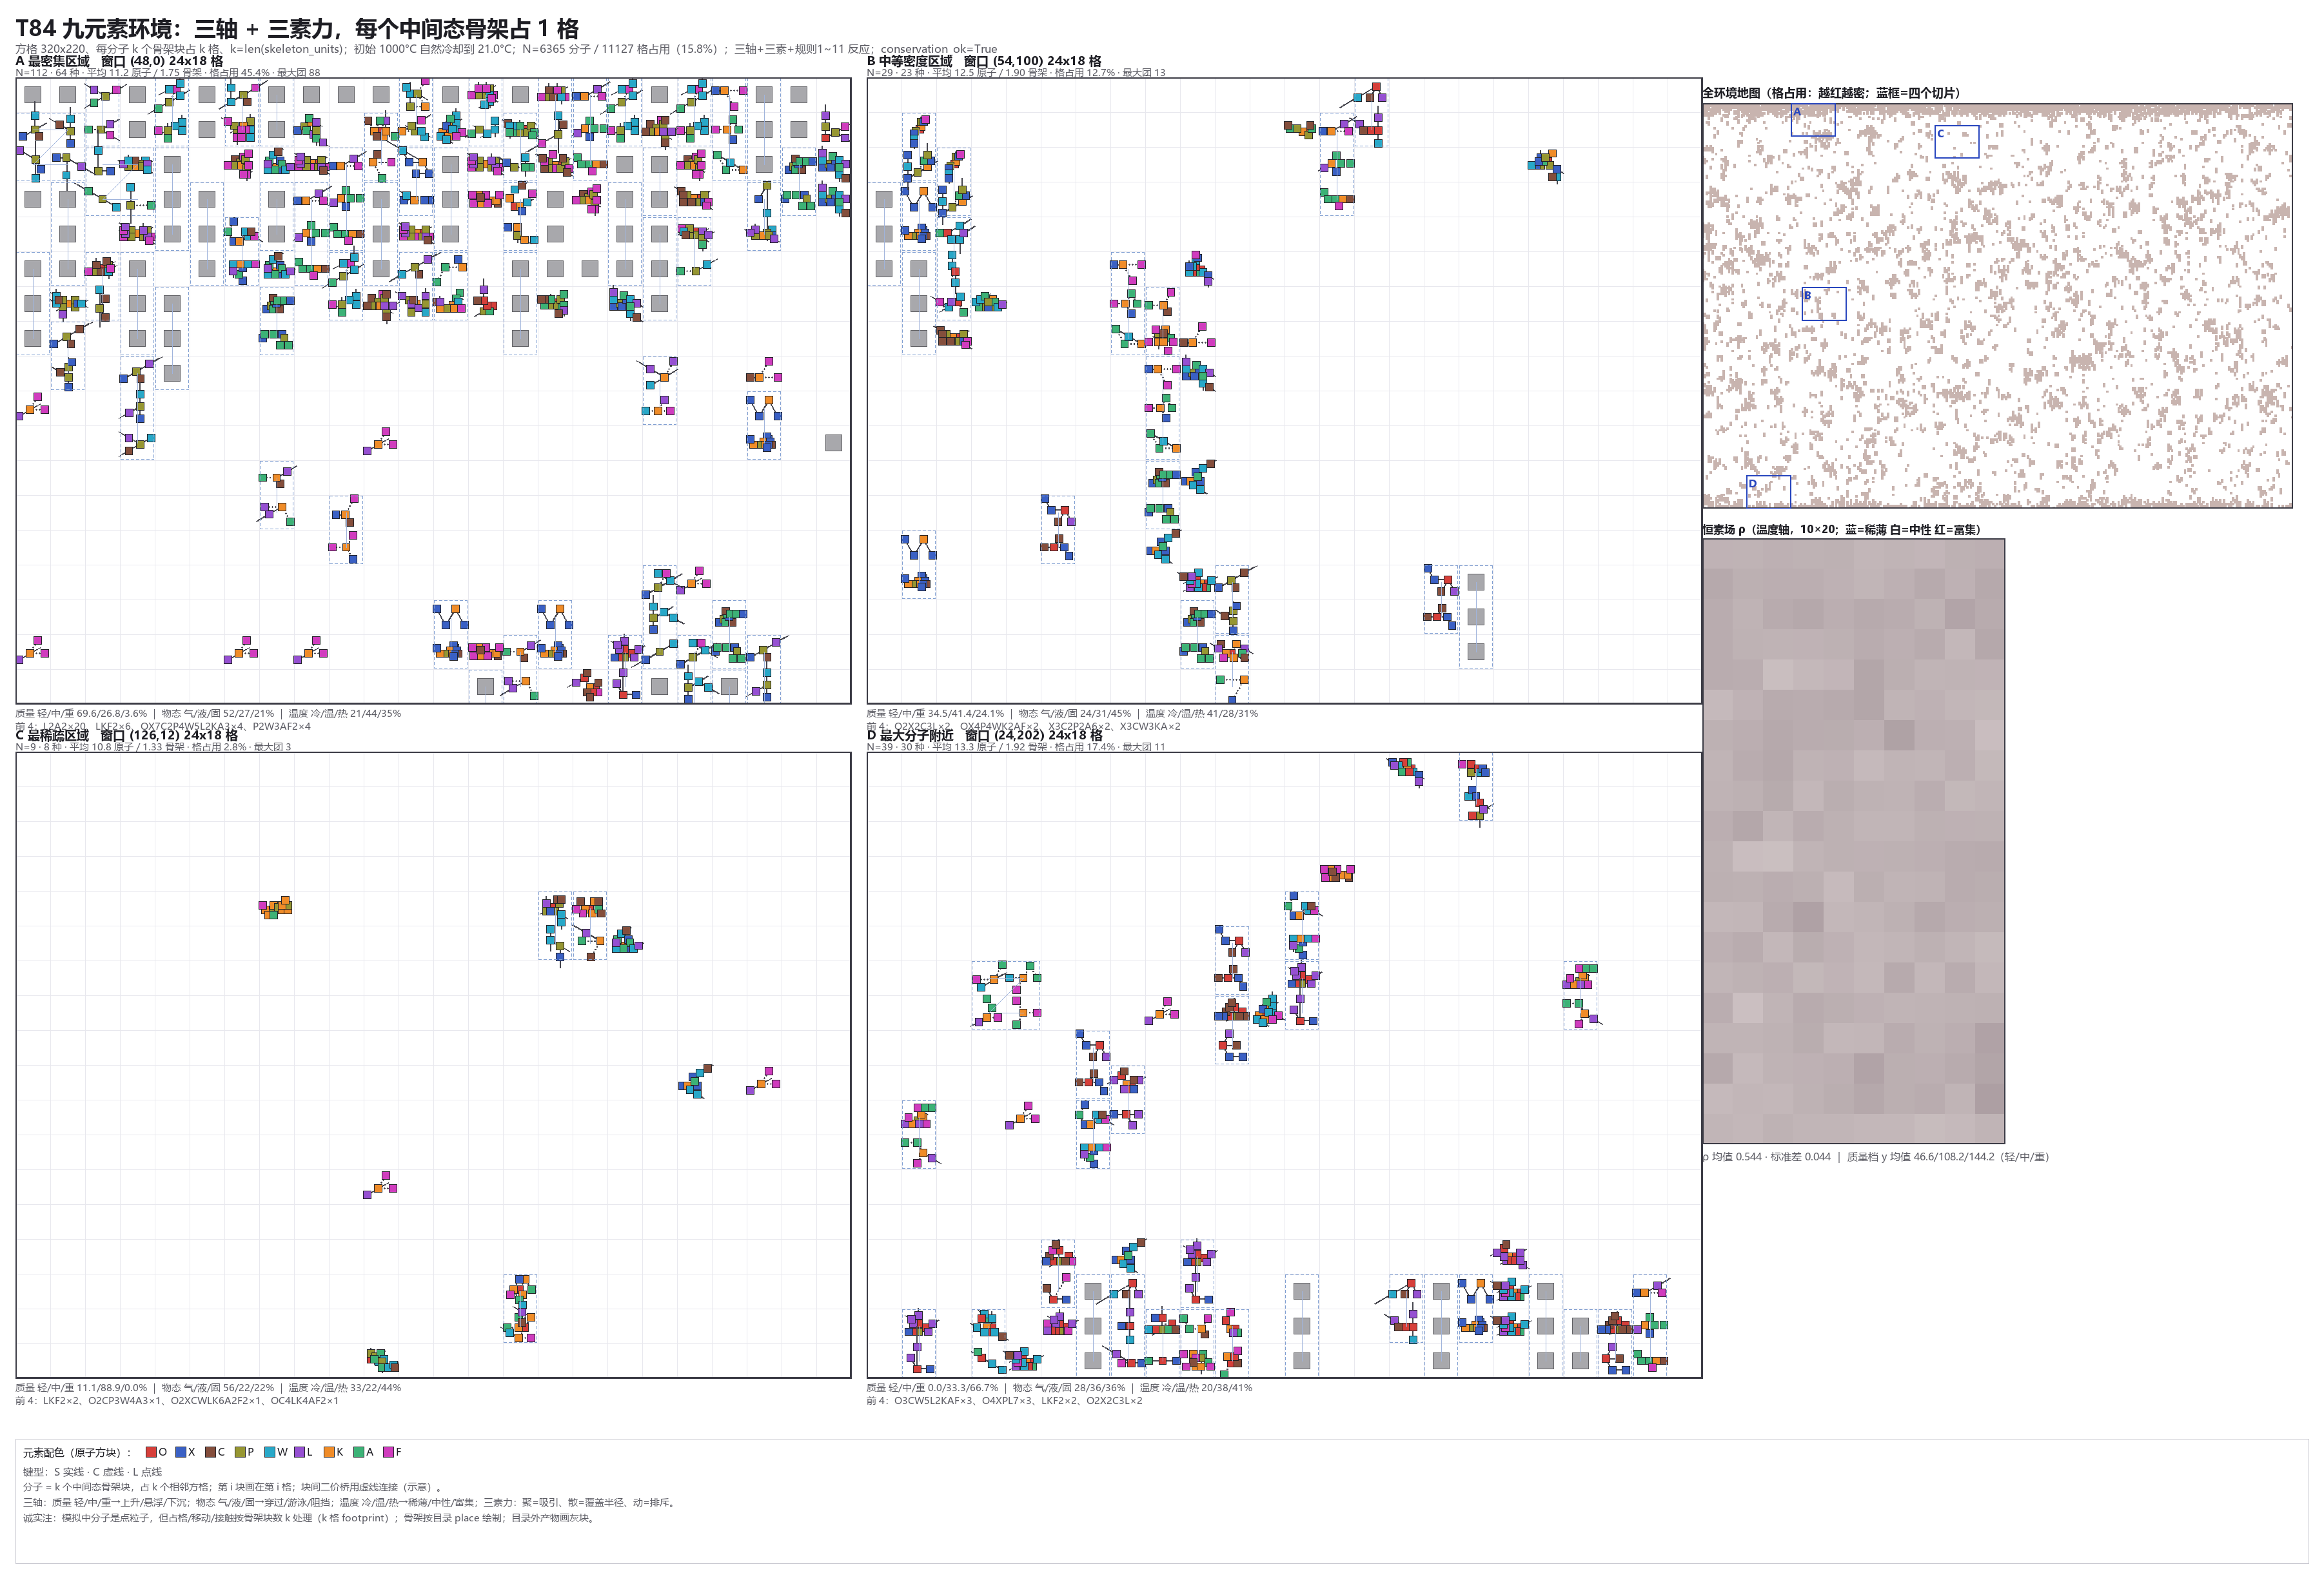 T84 九元素环境：三轴 + 三素力，每个中间态骨架占 1 格
方格 320x220、每分子 k 个骨架块占 k 格、k=len(skeleton_units)；初始 1000°C 自然冷却到 21.0°C；N=6365 分子 / 11127 格占用（15.8%）；三轴+三素+规则1~11 反应；conservation_ok=True
A 最密集区域 窗口 (48,0) 24x18 格
N=112 · 64 种 · 平均 11.2 原子 / 1.75 骨架 · 格占用 45.4% · 最大团 88
质量 轻/中/重 69.6/26.8/3.6% | 物态 气/液/固 52/27/21% | 温度 冷/温/热 21/44/35%
前 4：L2A2×20、LKF2×6、OX7C2P4W5L2KA3×4、P2W3AF2×4
B 中等密度区域 窗口 (54,100) 24x18 格
N=29 · 23 种 · 平均 12.5 原子 / 1.90 骨架 · 格占用 12.7% · 最大团 13
质量 轻/中/重 34.5/41.4/24.1% | 物态 气/液/固 24/31/45% | 温度 冷/温/热 41/28/31%
前 4：O2X2C3L×2、OX4P4WK2AF×2、X3C2P2A6×2、X3CW3KA×2
C 最稀疏区域 窗口 (126,12) 24x18 格
N=9 · 8 种 · 平均 10.8 原子 / 1.33 骨架 · 格占用 2.8% · 最大团 3
质量 轻/中/重 11.1/88.9/0.0% | 物态 气/液/固 56/22/22% | 温度 冷/温/热 33/22/44%
前 4：LKF2×2、O2CP3W4A3×1、O2XCWLK6A2F2×1、OC4LK4AF2×1
D 最大分子附近 窗口 (24,202) 24x18 格
N=39 · 30 种 · 平均 13.3 原子 / 1.92 骨架 · 格占用 17.4% · 最大团 11
质量 轻/中/重 0.0/33.3/66.7% | 物态 气/液/固 28/36/36% | 温度 冷/温/热 20/38/41%
前 4：O3CW5L2KAF×3、O4XPL7×3、LKF2×2、O2X2C3L×2
全环境地图（格占用：越红越密；蓝框=四个切片）
A
C
B
D
恒素场 ρ（温度轴，10×20；蓝=稀薄 白=中性 红=富集）
ρ 均值 0.544 · 标准差 0.044 | 质量档 y 均值 46.6/108.2/144.2（轻/中/重）
元素配色（原子方块）： O X C P W L K A F
键型：S 实线 · C 虚线 · L 点线
分子 = k 个中间态骨架块，占 k 个相邻方格；第 i 块画在第 i 格；块间二价桥用虚线连接（示意）。
三轴：质量 轻/中/重→上升/悬浮/下沉；物态 气/液/固→穿过/游泳/阻挡；温度 冷/温/热→稀薄/中性/富集；三素力：聚=吸引、散=覆盖半径、动=排斥。
诚实注：模拟中分子是点粒子，但占格/移动/接触按骨架块数 k 处理（k 格 footprint）；骨架按目录 place 绘制；目录外产物画灰块。